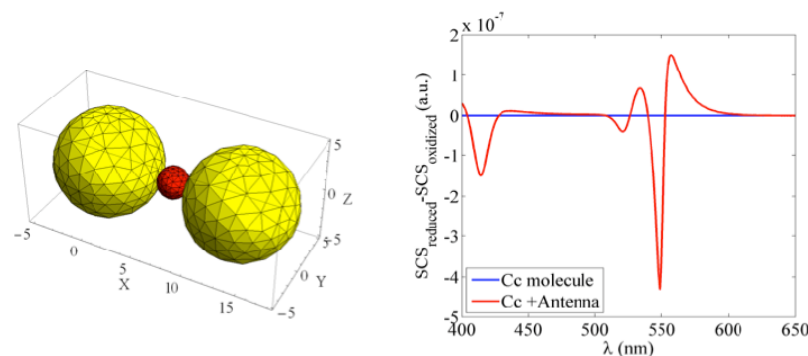 5
0
Z
-5
5
0
Y
-5
-5
0
5
X
10
15
x 10⁻⁷
2
1
0
-1
-2
-3
-4
-5
SCS_reduced-SCS_oxidized (a.u.)
Cc molecule
Cc +Antenna
400 450 500 550 600 650
λ (nm)